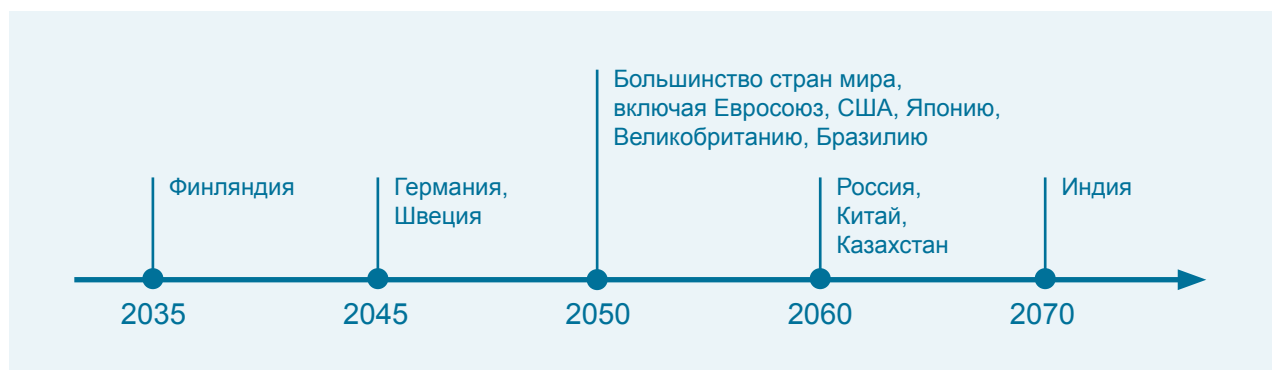 Большинство стран мира,
включая Евросоюз, США, Японию,
Великобританию, Бразилию
Финляндия
Германия,
Швеция
Россия,
Китай,
Казахстан
Индия
2035
2045
2050
2060
2070